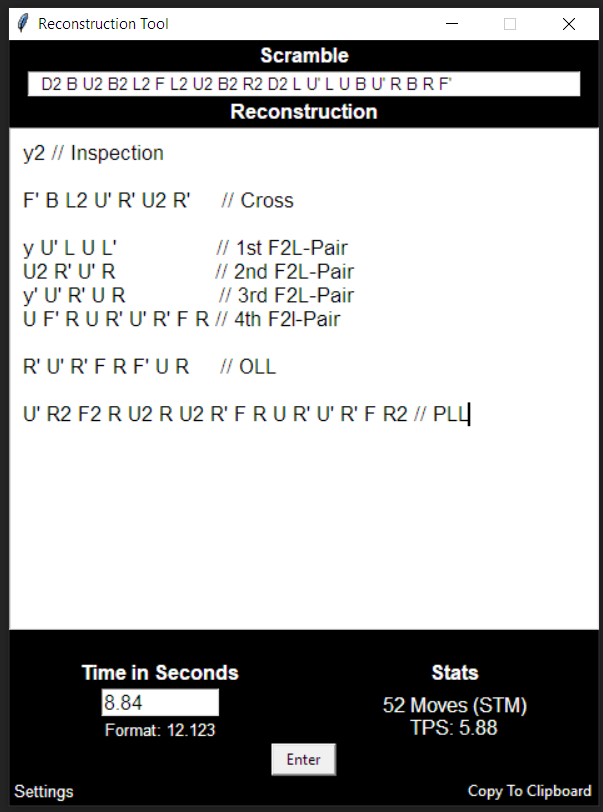 Reconstruction Tool
Scramble
D2 B U2 B2 L2 F L2 U2 B2 R2 D2 L U' L U B U' R B R F'
Reconstruction
y2 // Inspection
F' B L2 U' R' U2 R' // Cross
y U' L U L' // 1st F2L-Pair
U2 R' U' R // 2nd F2L-Pair
y' U' R' U R // 3rd F2L-Pair
U F' R U R' U' R' F R // 4th F2l-Pair
R' U' R' F R F' U R // OLL
U' R2 F2 R U2 R U2 R' F R U R' U' R' F R2 // PLL
Time in Seconds
8.84
Format: 12.123
Stats
52 Moves (STM)
TPS: 5.88
Enter
Settings
Copy To Clipboard